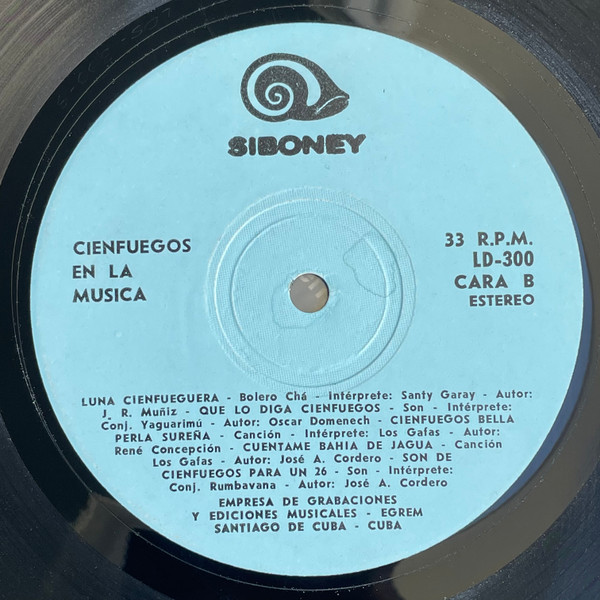 SIBONEY
CIENFUEGOS
EN LA
MUSICA
33 R.P.M.
LD-300
CARA B
ESTEREO
LUNA CIENFUEGUERA - Bolero Chá - Intérprete: Santy Garay - Autor:
J. R. Muñiz - QUE LO DIGA CIENFUEGOS - Son - Intérprete:
Conj. Yaguarimú - Autor: Oscar Domenech - CIENFUEGOS BELLA
PERLA SUREÑA - Canción - Intérprete: Los Gafas - Autor:
René Concepción - CUENTAME BAHIA DE JAGUA - Canción
Los Gafas - Autor: José A. Cordero - SON DE
CIENFUEGOS PARA UN 26 - Son - Intérprete:
Conj. Rumbavana - Autor: José A. Cordero
EMPRESA DE GRABACIONES
Y EDICIONES MUSICALES - EGREM
SANTIAGO DE CUBA - CUBA